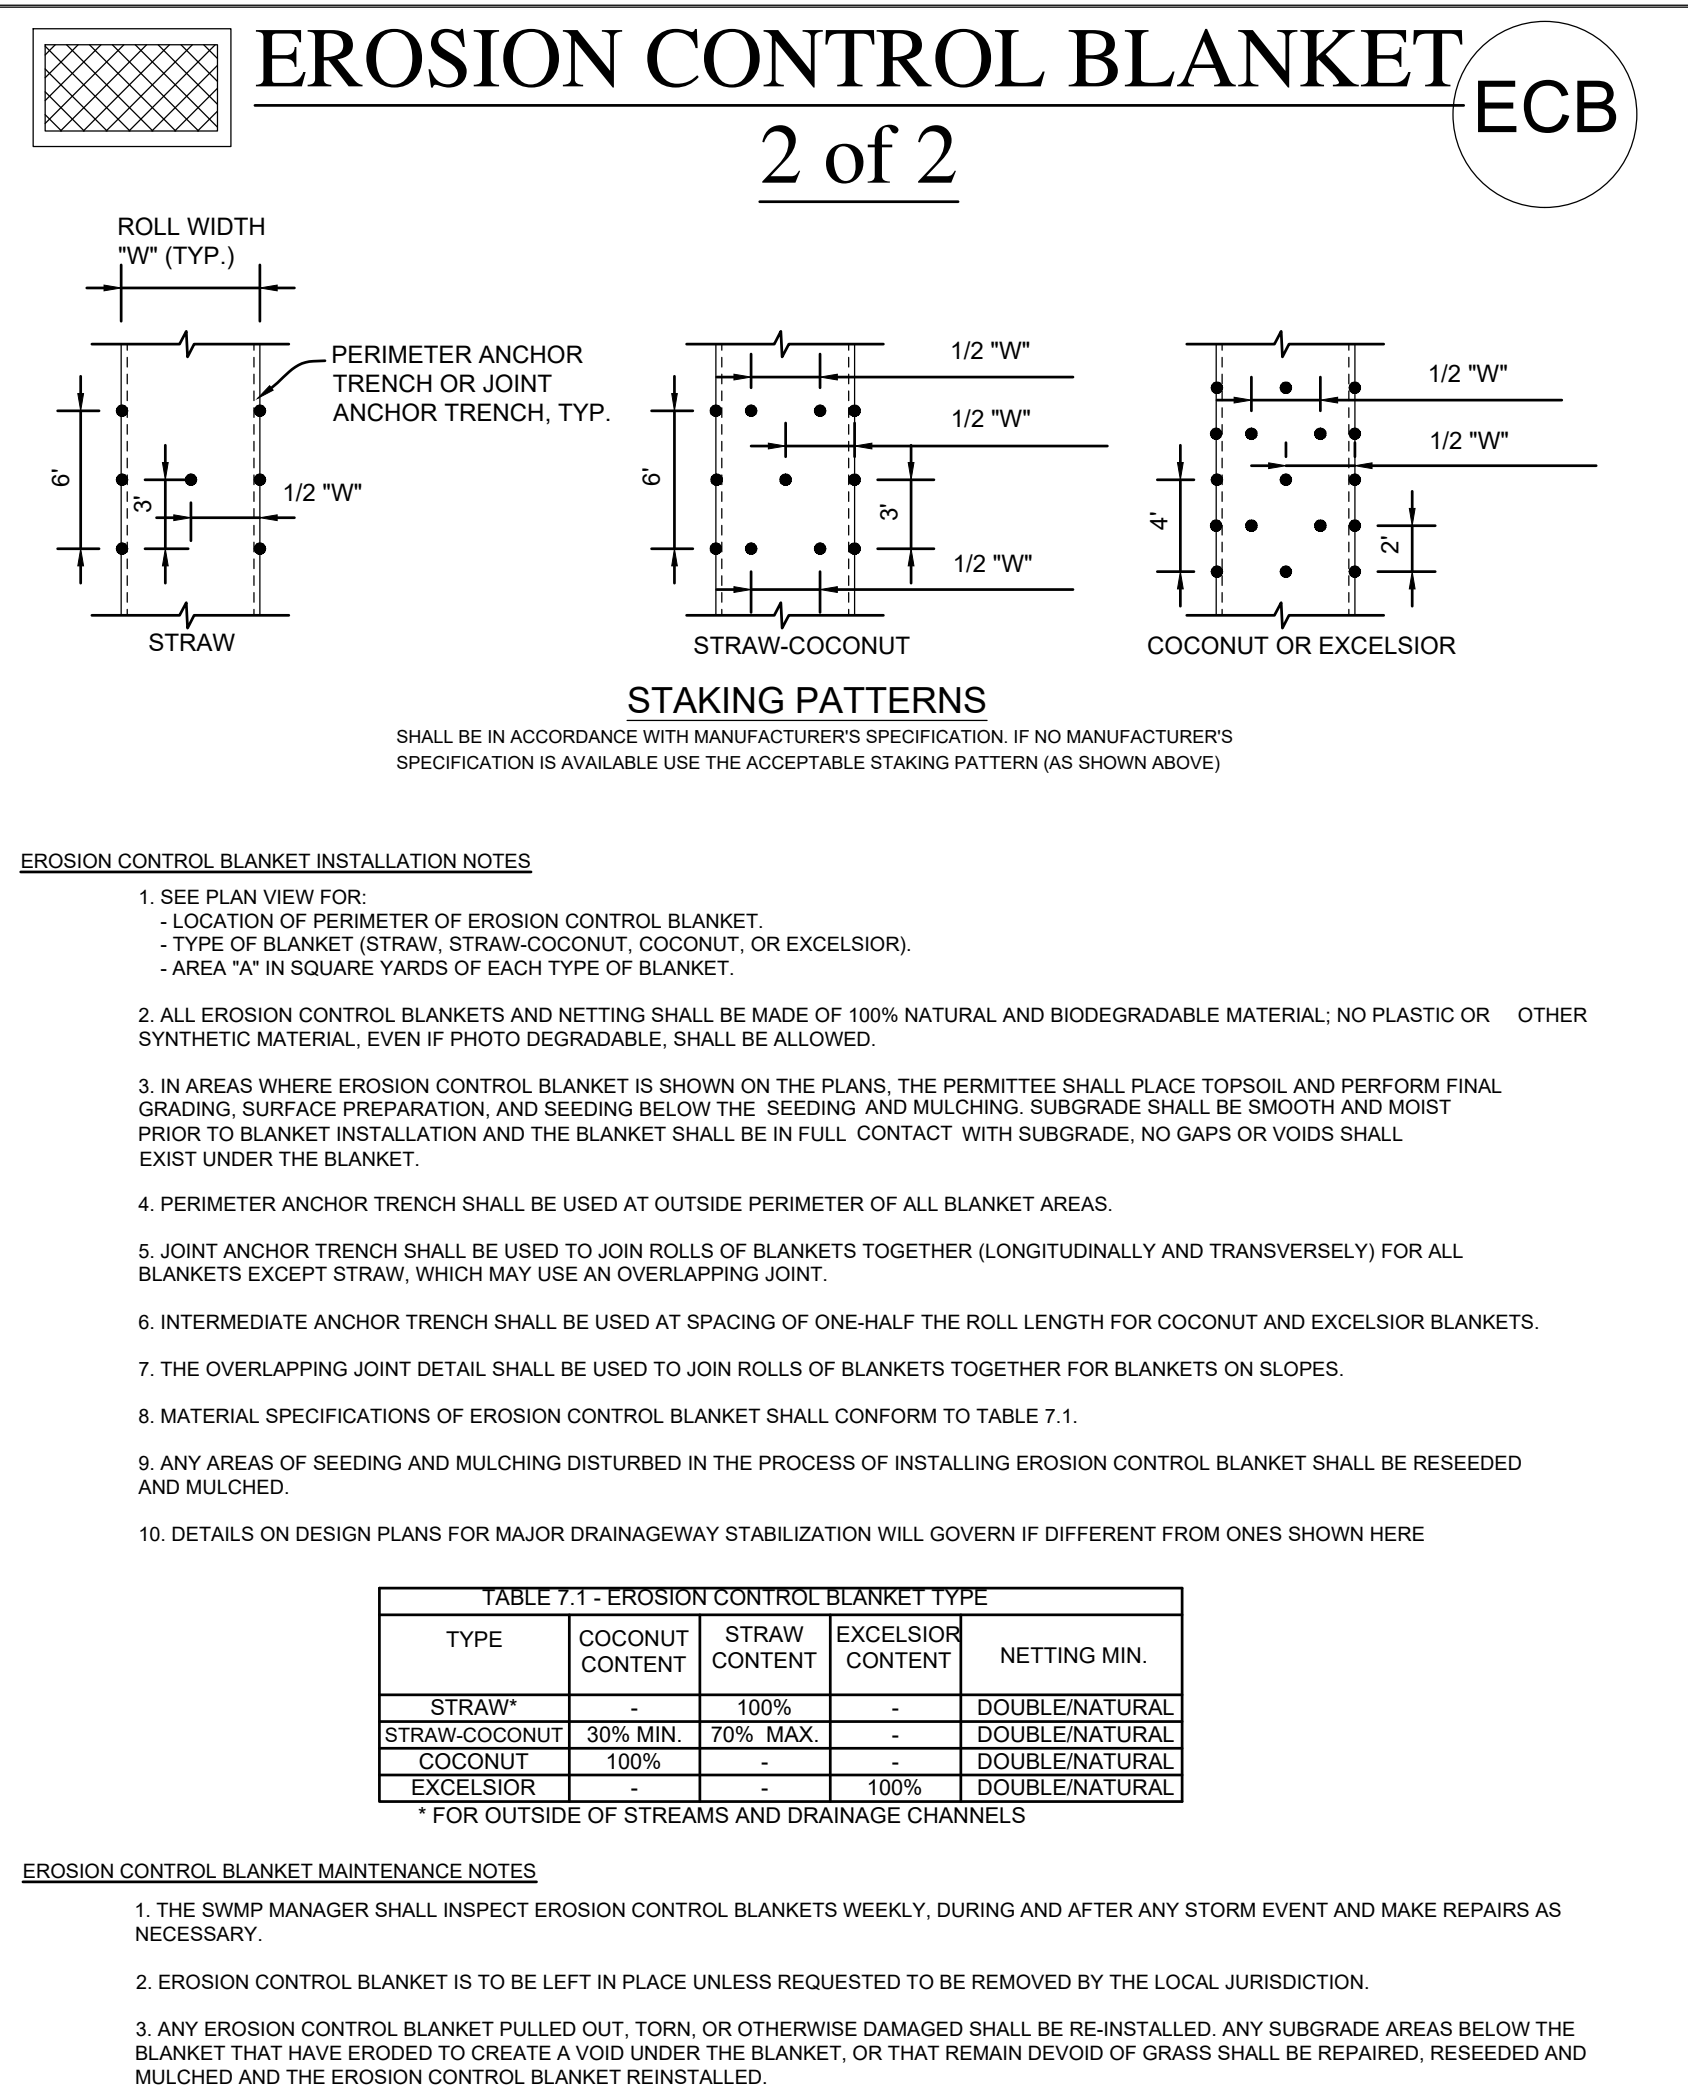 EROSION CONTROL BLANKET
ECB
2 of 2
ROLL WIDTH
"W" (TYP.)
PERIMETER ANCHOR
TRENCH OR JOINT
ANCHOR TRENCH, TYP.
6'
3'
1/2 "W"
STRAW
1/2 "W"
1/2 "W"
6'
3'
1/2 "W"
STRAW-COCONUT
1/2 "W"
1/2 "W"
4'
2'
COCONUT OR EXCELSIOR
STAKING PATTERNS
SHALL BE IN ACCORDANCE WITH MANUFACTURER'S SPECIFICATION. IF NO MANUFACTURER'S
SPECIFICATION IS AVAILABLE USE THE ACCEPTABLE STAKING PATTERN (AS SHOWN ABOVE)
EROSION CONTROL BLANKET INSTALLATION NOTES
1. SEE PLAN VIEW FOR:
- LOCATION OF PERIMETER OF EROSION CONTROL BLANKET.
- TYPE OF BLANKET (STRAW, STRAW-COCONUT, COCONUT, OR EXCELSIOR).
- AREA "A" IN SQUARE YARDS OF EACH TYPE OF BLANKET.
2. ALL EROSION CONTROL BLANKETS AND NETTING SHALL BE MADE OF 100% NATURAL AND BIODEGRADABLE MATERIAL; NO PLASTIC OR OTHER
SYNTHETIC MATERIAL, EVEN IF PHOTO DEGRADABLE, SHALL BE ALLOWED.
3. IN AREAS WHERE EROSION CONTROL BLANKET IS SHOWN ON THE PLANS, THE PERMITTEE SHALL PLACE TOPSOIL AND PERFORM FINAL
GRADING, SURFACE PREPARATION, AND SEEDING BELOW THE SEEDING AND MULCHING. SUBGRADE SHALL BE SMOOTH AND MOIST
PRIOR TO BLANKET INSTALLATION AND THE BLANKET SHALL BE IN FULL CONTACT WITH SUBGRADE, NO GAPS OR VOIDS SHALL
EXIST UNDER THE BLANKET.
4. PERIMETER ANCHOR TRENCH SHALL BE USED AT OUTSIDE PERIMETER OF ALL BLANKET AREAS.
5. JOINT ANCHOR TRENCH SHALL BE USED TO JOIN ROLLS OF BLANKETS TOGETHER (LONGITUDINALLY AND TRANSVERSELY) FOR ALL
BLANKETS EXCEPT STRAW, WHICH MAY USE AN OVERLAPPING JOINT.
6. INTERMEDIATE ANCHOR TRENCH SHALL BE USED AT SPACING OF ONE-HALF THE ROLL LENGTH FOR COCONUT AND EXCELSIOR BLANKETS.
7. THE OVERLAPPING JOINT DETAIL SHALL BE USED TO JOIN ROLLS OF BLANKETS TOGETHER FOR BLANKETS ON SLOPES.
8. MATERIAL SPECIFICATIONS OF EROSION CONTROL BLANKET SHALL CONFORM TO TABLE 7.1.
9. ANY AREAS OF SEEDING AND MULCHING DISTURBED IN THE PROCESS OF INSTALLING EROSION CONTROL BLANKET SHALL BE RESEEDED
AND MULCHED.
10. DETAILS ON DESIGN PLANS FOR MAJOR DRAINAGEWAY STABILIZATION WILL GOVERN IF DIFFERENT FROM ONES SHOWN HERE
TABLE 7.1 - EROSION CONTROL BLANKET TYPE
TYPE COCONUT CONTENT STRAW CONTENT EXCELSIOR CONTENT NETTING MIN.
STRAW* - 100% - DOUBLE/NATURAL
STRAW-COCONUT 30% MIN. 70% MAX. - DOUBLE/NATURAL
COCONUT 100% - - DOUBLE/NATURAL
EXCELSIOR - - 100% DOUBLE/NATURAL
* FOR OUTSIDE OF STREAMS AND DRAINAGE CHANNELS
EROSION CONTROL BLANKET MAINTENANCE NOTES
1. THE SWMP MANAGER SHALL INSPECT EROSION CONTROL BLANKETS WEEKLY, DURING AND AFTER ANY STORM EVENT AND MAKE REPAIRS AS
NECESSARY.
2. EROSION CONTROL BLANKET IS TO BE LEFT IN PLACE UNLESS REQUESTED TO BE REMOVED BY THE LOCAL JURISDICTION.
3. ANY EROSION CONTROL BLANKET PULLED OUT, TORN, OR OTHERWISE DAMAGED SHALL BE RE-INSTALLED. ANY SUBGRADE AREAS BELOW THE
BLANKET THAT HAVE ERODED TO CREATE A VOID UNDER THE BLANKET, OR THAT REMAIN DEVOID OF GRASS SHALL BE REPAIRED, RESEEDED AND
MULCHED AND THE EROSION CONTROL BLANKET REINSTALLED.